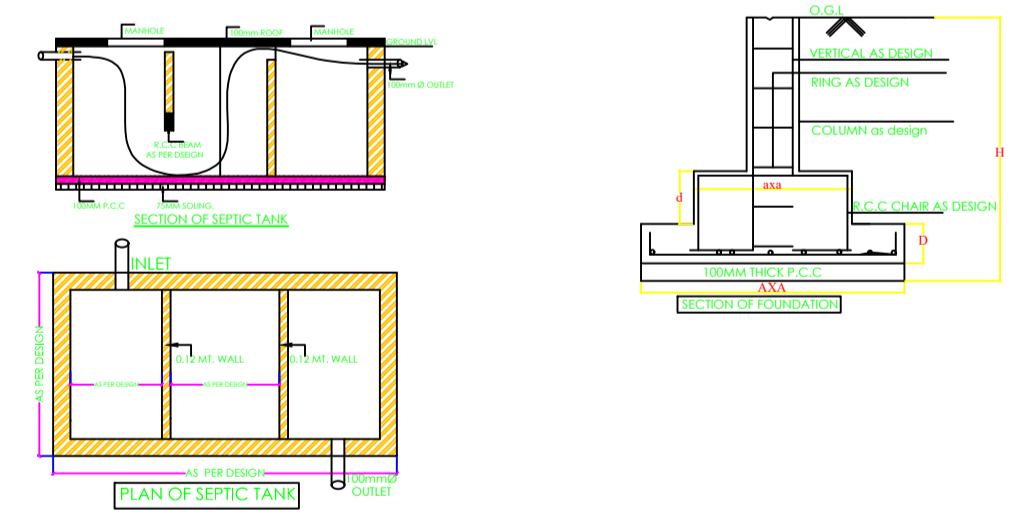 MANHOLE
100mm ROOF
MANHOLE
GROUND LVL
100mm Ø OUTLET
R.C.C BEAM
AS PER DSEIGN
100MM P.C.C
75MM SOLING.
SECTION OF SEPTIC TANK
INLET
AS PER DESIGN
0.12 MT. WALL
0.12 MT. WALL
AS PER DESIGN
AS PER DESIGN
AS PER DESIGN
100mmØ
OUTLET
PLAN OF SEPTIC TANK
O.G.L
VERTICAL AS DESIGN
RING AS DESIGN
COLUMN as design
H
axa
d
R.C.C CHAIR AS DESIGN
D
100MM THICK P.C.C
AXA
SECTION OF FOUNDATION